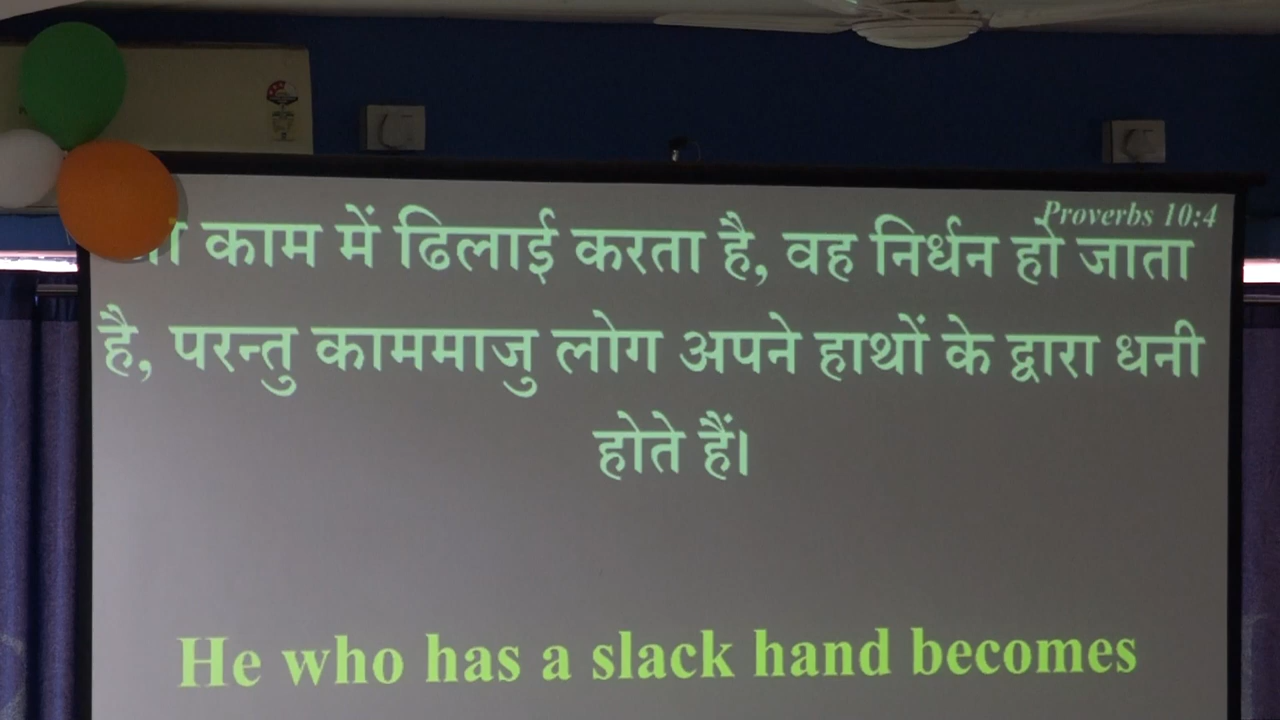 Proverbs 10:4
काम में ढिलाई करता है, वह निर्धन हो जाता
है, परन्तु काममाजु लोग अपने हाथों के द्वारा धनी
होते हैं।
He who has a slack hand becomes